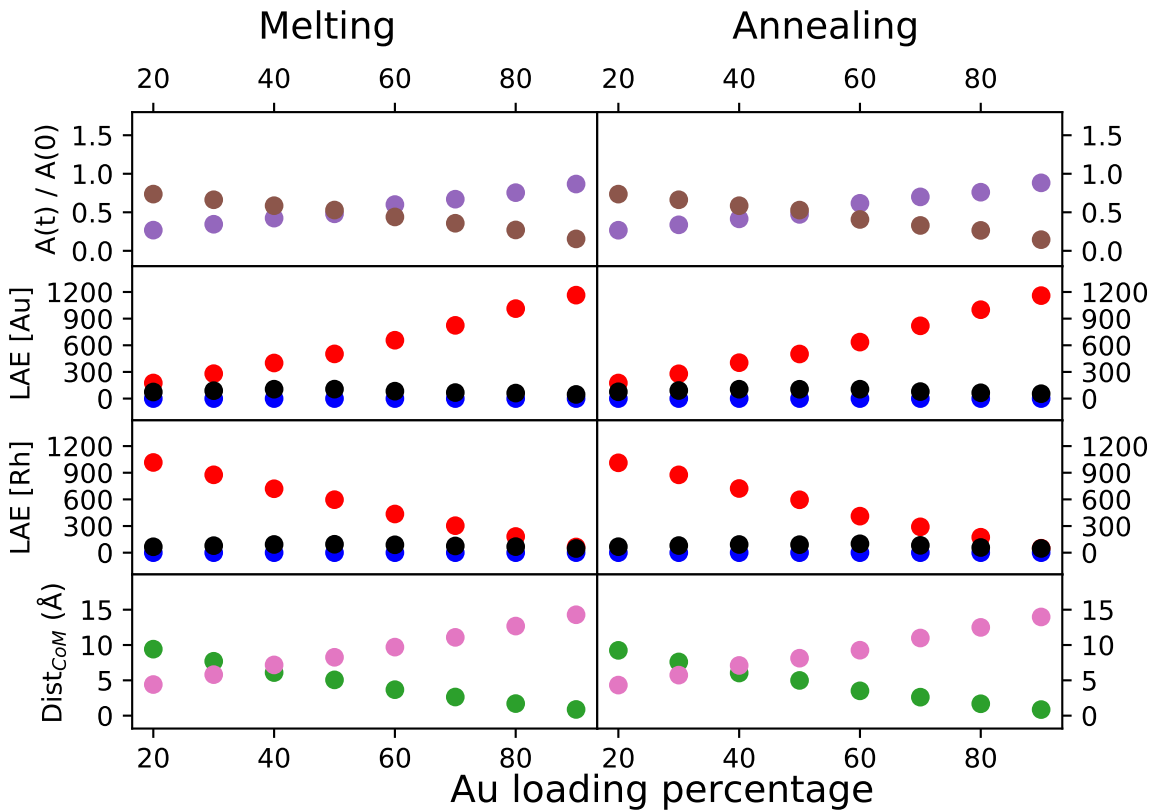 Melting Annealing
20 40 60 80 20 40 60 80
A(t) / A(0)
1.5 1.5
1.0 1.0
0.5 0.5
0.0 0.0
LAE [Au]
1200 1200
900 900
600 600
300 300
0 0
LAE [Rh]
1200 1200
900 900
600 600
300 300
0 0
Dist_CoM (Å)
15 15
10 10
5 5
0 0
20 40 60 80 20 40 60 80
Au loading percentage